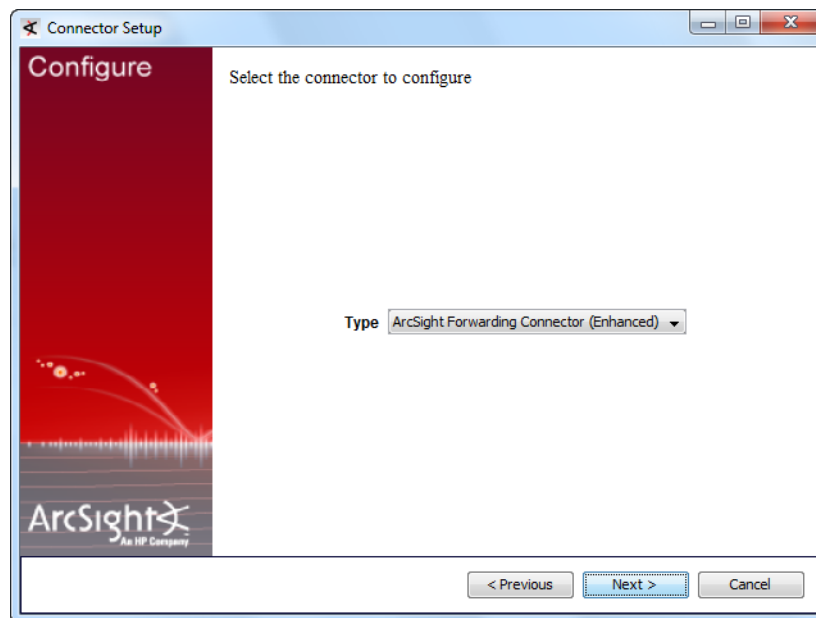 Connector Setup
Configure
Select the connector to configure
Type ArcSight Forwarding Connector (Enhanced)
ArcSight
An HP Company
< Previous Next > Cancel